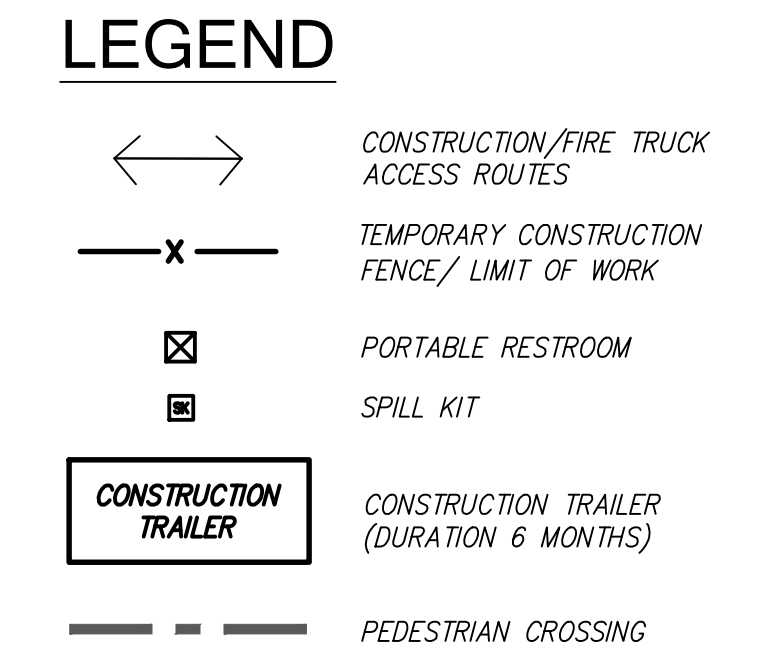 LEGEND
CONSTRUCTION/FIRE TRUCK
ACCESS ROUTES
X
TEMPORARY CONSTRUCTION
FENCE/ LIMIT OF WORK
PORTABLE RESTROOM
SK
SPILL KIT
CONSTRUCTION
TRAILER
CONSTRUCTION TRAILER
(DURATION 6 MONTHS)
PEDESTRIAN CROSSING